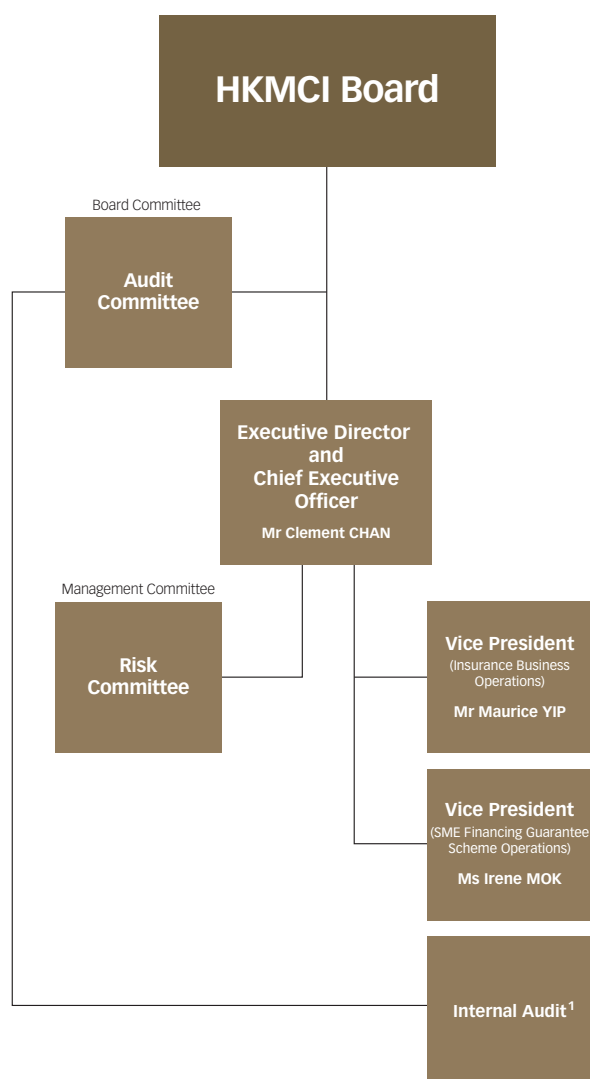 HKMCI Board
Board Committee
Audit
Committee
Executive Director
and
Chief Executive
Officer
Mr Clement CHAN
Management Committee
Risk
Committee
Vice President
(Insurance Business
Operations)
Mr Maurice YIP
Vice President
(SME Financing Guarantee
Scheme Operations)
Ms Irene MOK
Internal Audit¹